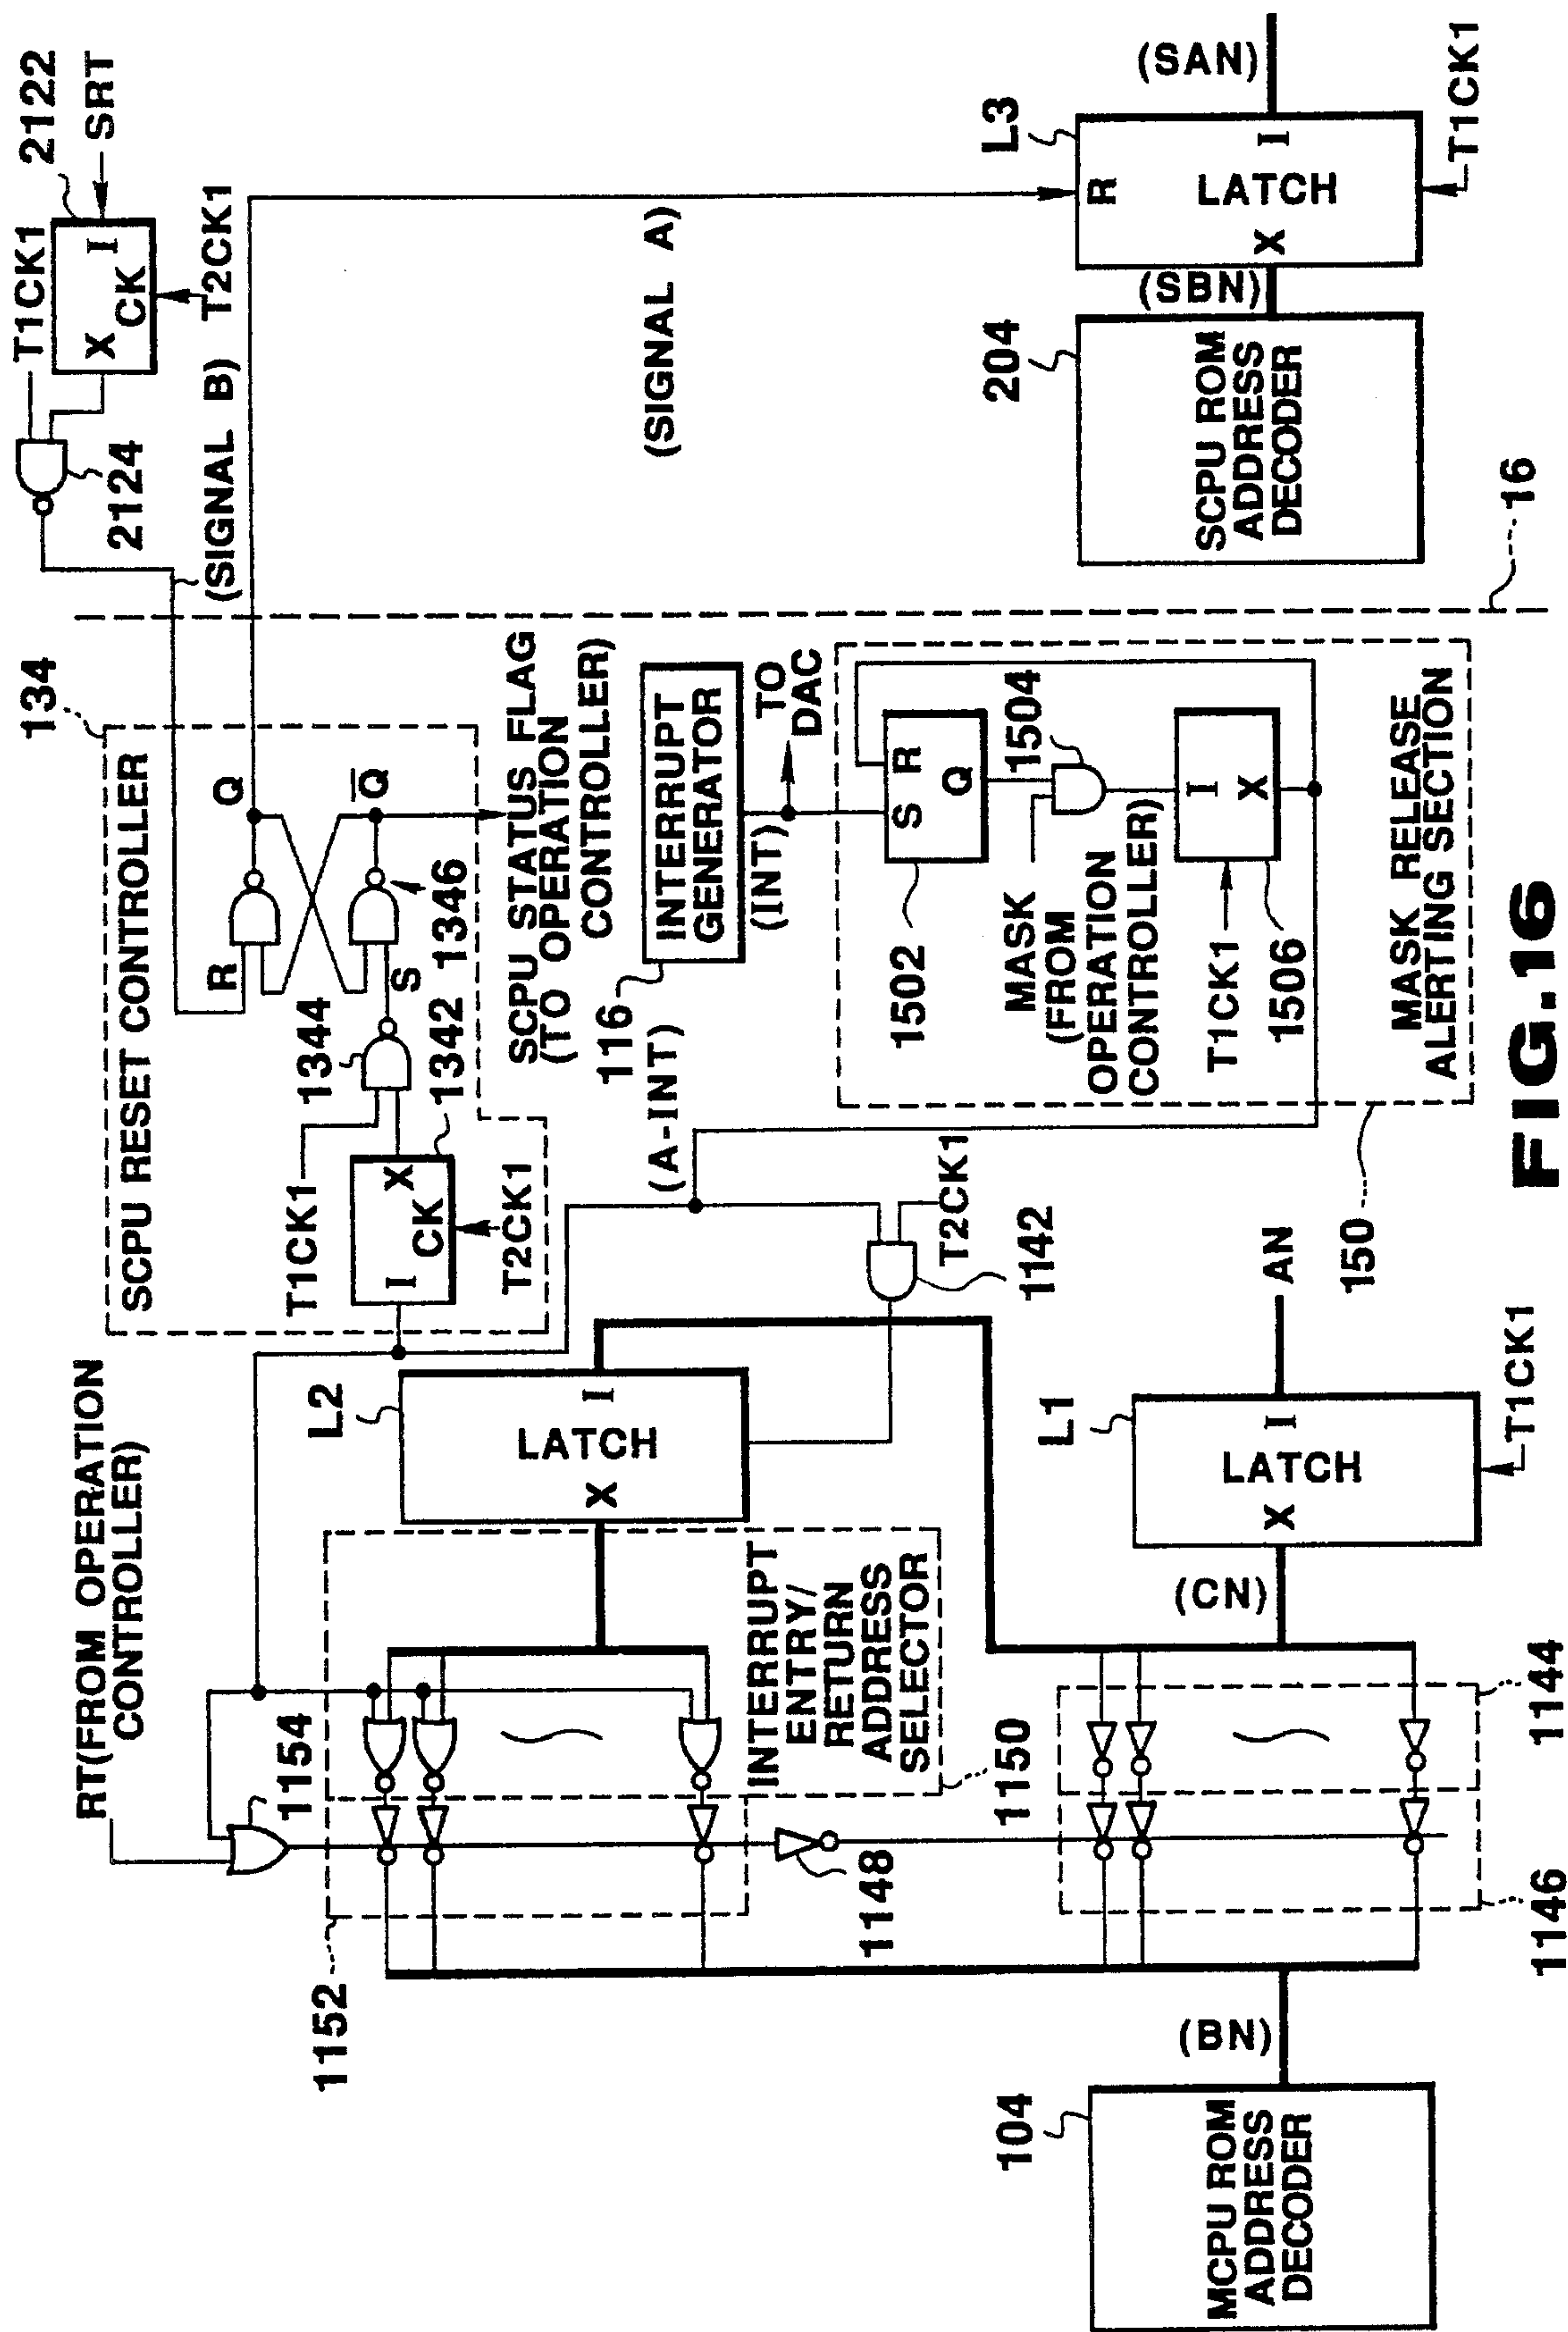 2122
SRT
T1CK1
X
I
CK
T2CK1
2124
(SIGNAL B)
(SIGNAL A)
L3
(SAN)
R
I
LATCH
X
T1CK1
(SBN)
204
SCPU ROM
ADDRESS
DECODER
16
134
SCPU RESET CONTROLLER
Q
Q̅
R
S
1346
1344
1342
T1CK1
X
CK
I
T2CK1
SCPU STATUS FLAG
(TO OPERATION
CONTROLLER)
116
INTERRUPT
GENERATOR
(INT)
TO
DAC
S
R
Q
1502
1504
MASK
(FROM
OPERATION
CONTROLLER)
I
X
T1CK1
1506
MASK RELEASE
ALERTING SECTION
150
(A-INT)
T2CK1
1142
RT(FROM OPERATION
CONTROLLER)
1154
L2
I
LATCH
X
INTERRUPT
ENTRY/
RETURN
ADDRESS
SELECTOR
1150
1152
1148
AN
L1
I
LATCH
X
T1CK1
(CN)
1144
1146
(BN)
104
MCPU ROM
ADDRESS
DECODER
FIG.16